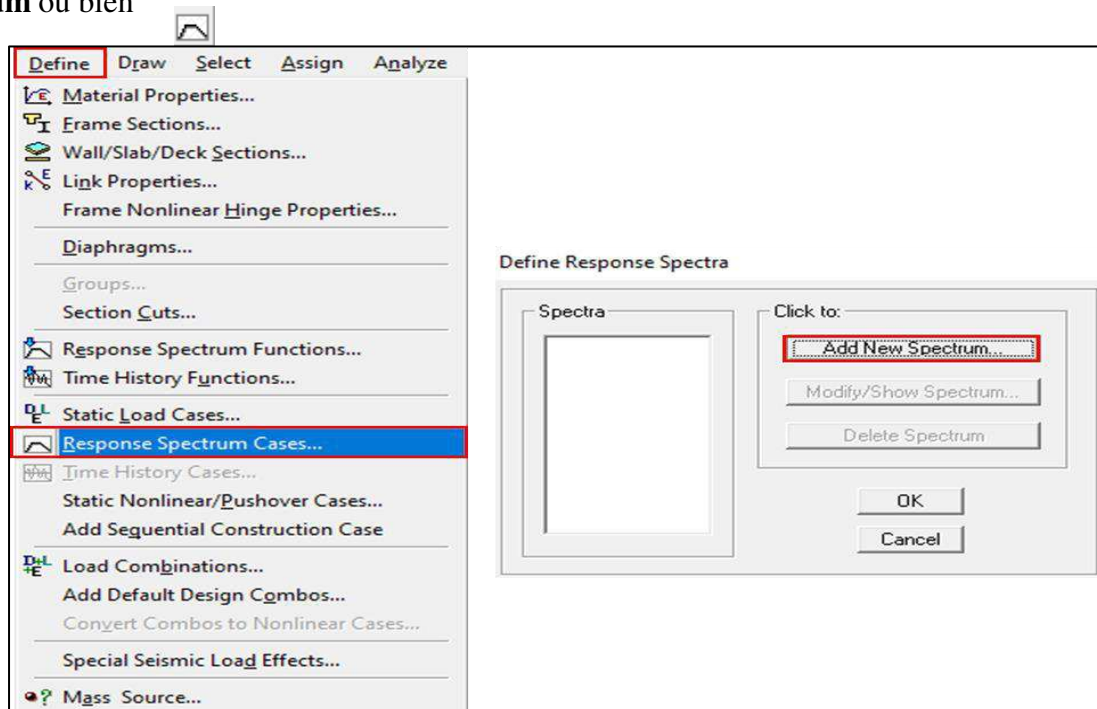 um ou bien
Define Draw Select Assign Analyze
Material Properties...
Frame Sections...
Wall/Slab/Deck Sections...
Link Properties...
Frame Nonlinear Hinge Properties...
Diaphragms...
Groups...
Section Cuts...
Response Spectrum Functions...
Time History Functions...
Static Load Cases...
Response Spectrum Cases...
Time History Cases...
Static Nonlinear/Pushover Cases...
Add Sequential Construction Case
Load Combinations...
Add Default Design Combos...
Convert Combos to Nonlinear Cases...
Special Seismic Load Effects...
Mass Source...
Define Response Spectra
Spectra
Click to:
Add New Spectrum...
Modify/Show Spectrum...
Delete Spectrum
OK
Cancel